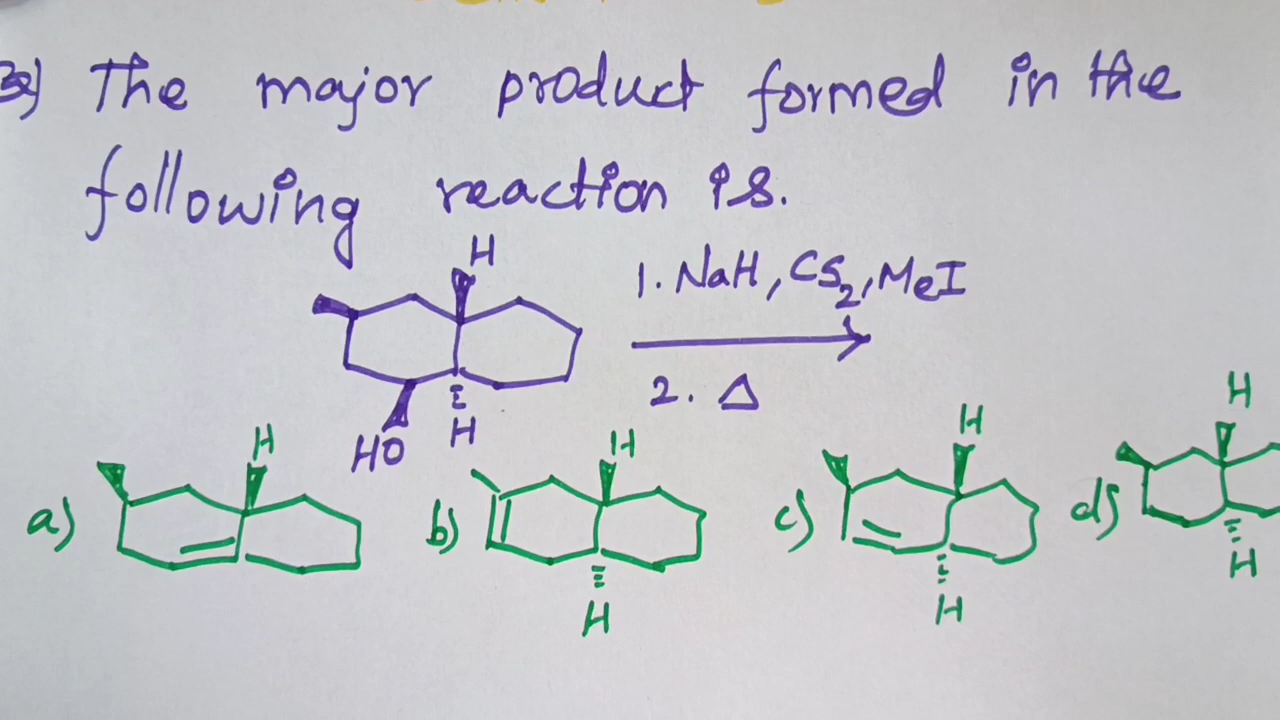 The major product formed in the
following reaction is.
H
1. NaH, CS2, MeI
2. Δ
HO H
H H H H
a) b) c) d)
H H H